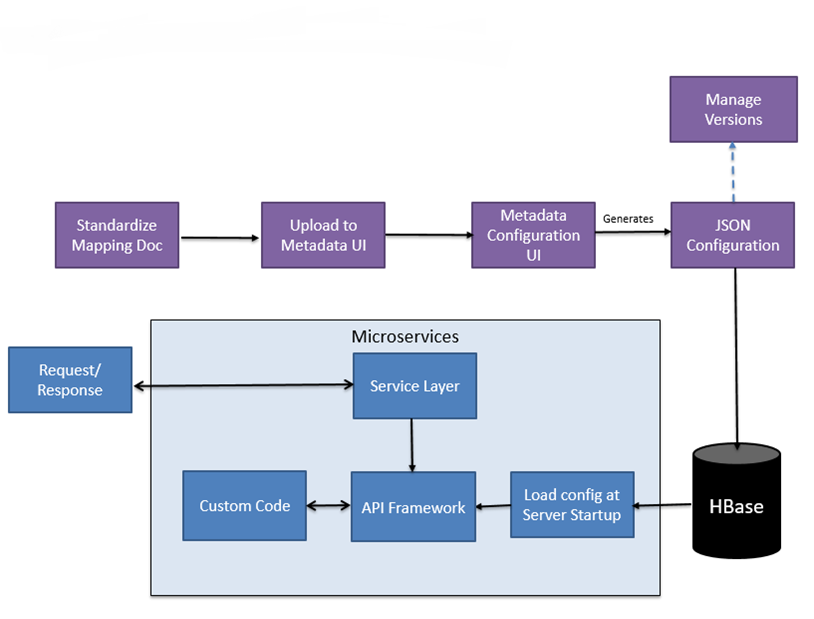 Manage
Versions
Standardize
Mapping Doc
Upload to
Metadata UI
Metadata
Configuration
UI
Generates
JSON
Configuration
Microservices
Request/
Response
Service Layer
Custom Code
API Framework
Load config at
Server Startup
HBase